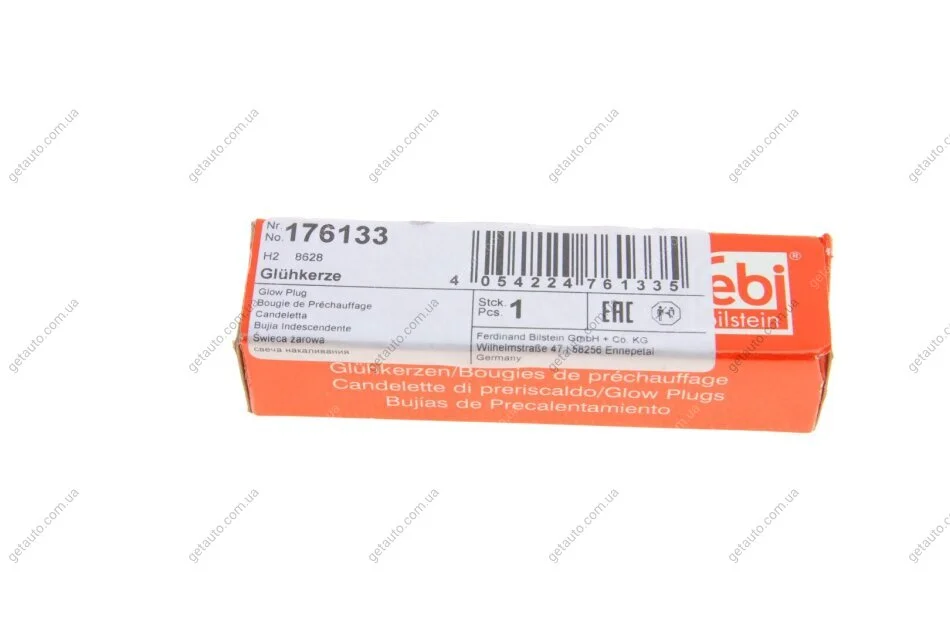 Nr.
No. 176133
H2 8628
Glühkerze
Glow Plug
Bougie de Préchauffage
Candeletta
Bujia Indescendente
Świeca żarowa
свеча накаливания
4 054224 761335
Stck.
Pcs. 1
EAC
Ferdinand Bilstein GmbH + Co. KG
Wilhelmstraße 47 58256 Ennepetal
Germany
ebi®
bilstein
Glühkerzen/Bougies de préchauffage
Candelette di preriscaldo/Glow Plugs
Bujias de Precalentamiento
getauto.com.ua